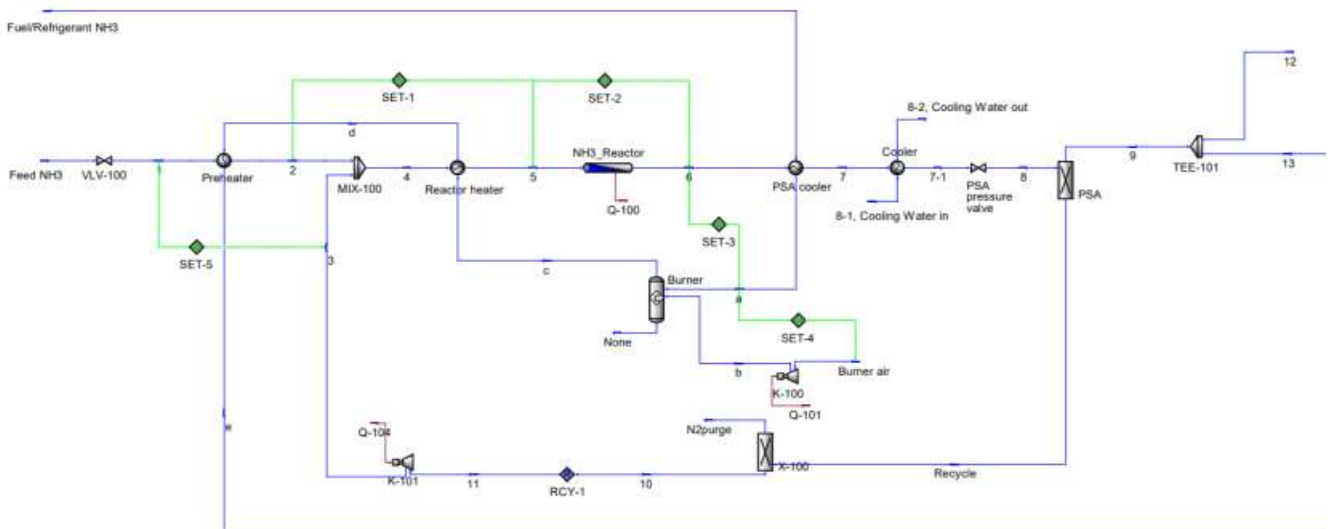 Fuel/Refrigerant NH3
12
SET-1
SET-2
8-2, Cooling Water out
d
9
Feed NH3
VLV-100
1
Preheater
2
MIX-100
4
Reactor heater
5
NH3_Reactor
Q-100
6
PSA cooler
7
Cooler
7-1
PSA
pressure
valve
8
PSA
TEE-101
13
8-1, Cooling Water in
SET-5
3
SET-3
c
Burner
a
None
SET-4
b
Burner air
K-100
Q-101
e
Q-104
K-101
11
RCY-1
10
N2purge
X-100
Recycle